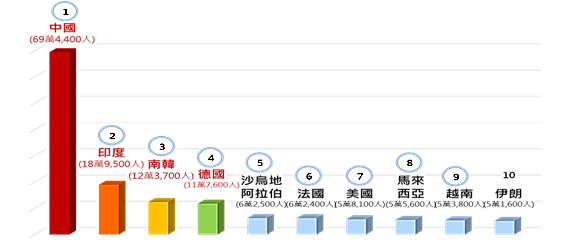 1
中國
(69萬4,400人)
2
印度
(18萬9,500人)
3
南韓
(12萬3,700人)
4
德國
(11萬7,600人)
5
沙烏地
阿拉伯
(6萬2,500人)
6
法國
(6萬2,400人)
7
美國
(5萬8,100人)
8
馬來
西亞
(5萬5,600人)
9
越南
(5萬3,800人)
10
伊朗
(5萬1,600人)